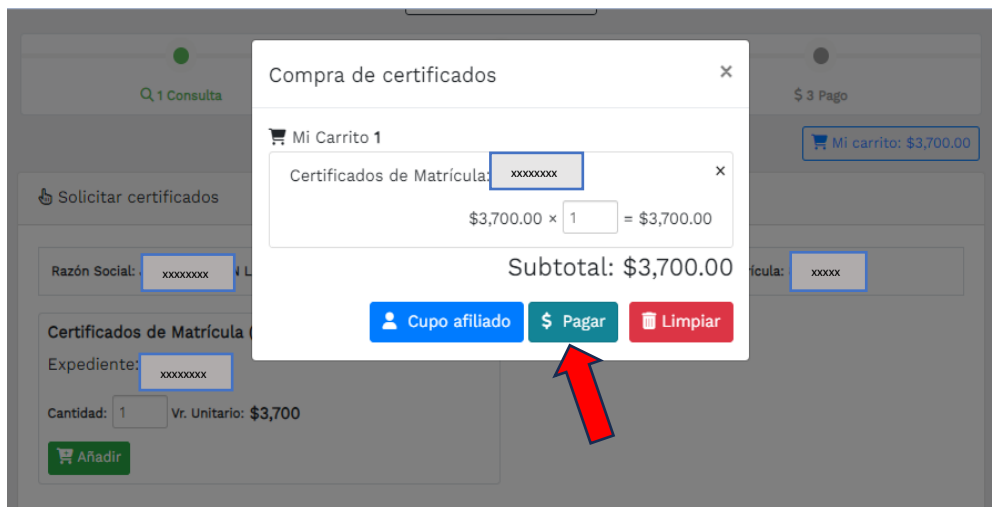 1 Consulta
$ 3 Pago
Mi carrito: $3,700.00
Compra de certificados ×
Mi Carrito 1
Certificados de Matrícula: xxxxxxxx ×
$3,700.00 × 1 = $3,700.00
Subtotal: $3,700.00
Cupo afiliado
$ Pagar
Limpiar
Solicitar certificados
Razón Social: xxxxxxxx N L
ícula: xxxxx
Certificados de Matrícula (
Expediente: xxxxxxxx
Cantidad: 1 Vr. Unitario: $3,700
Añadir